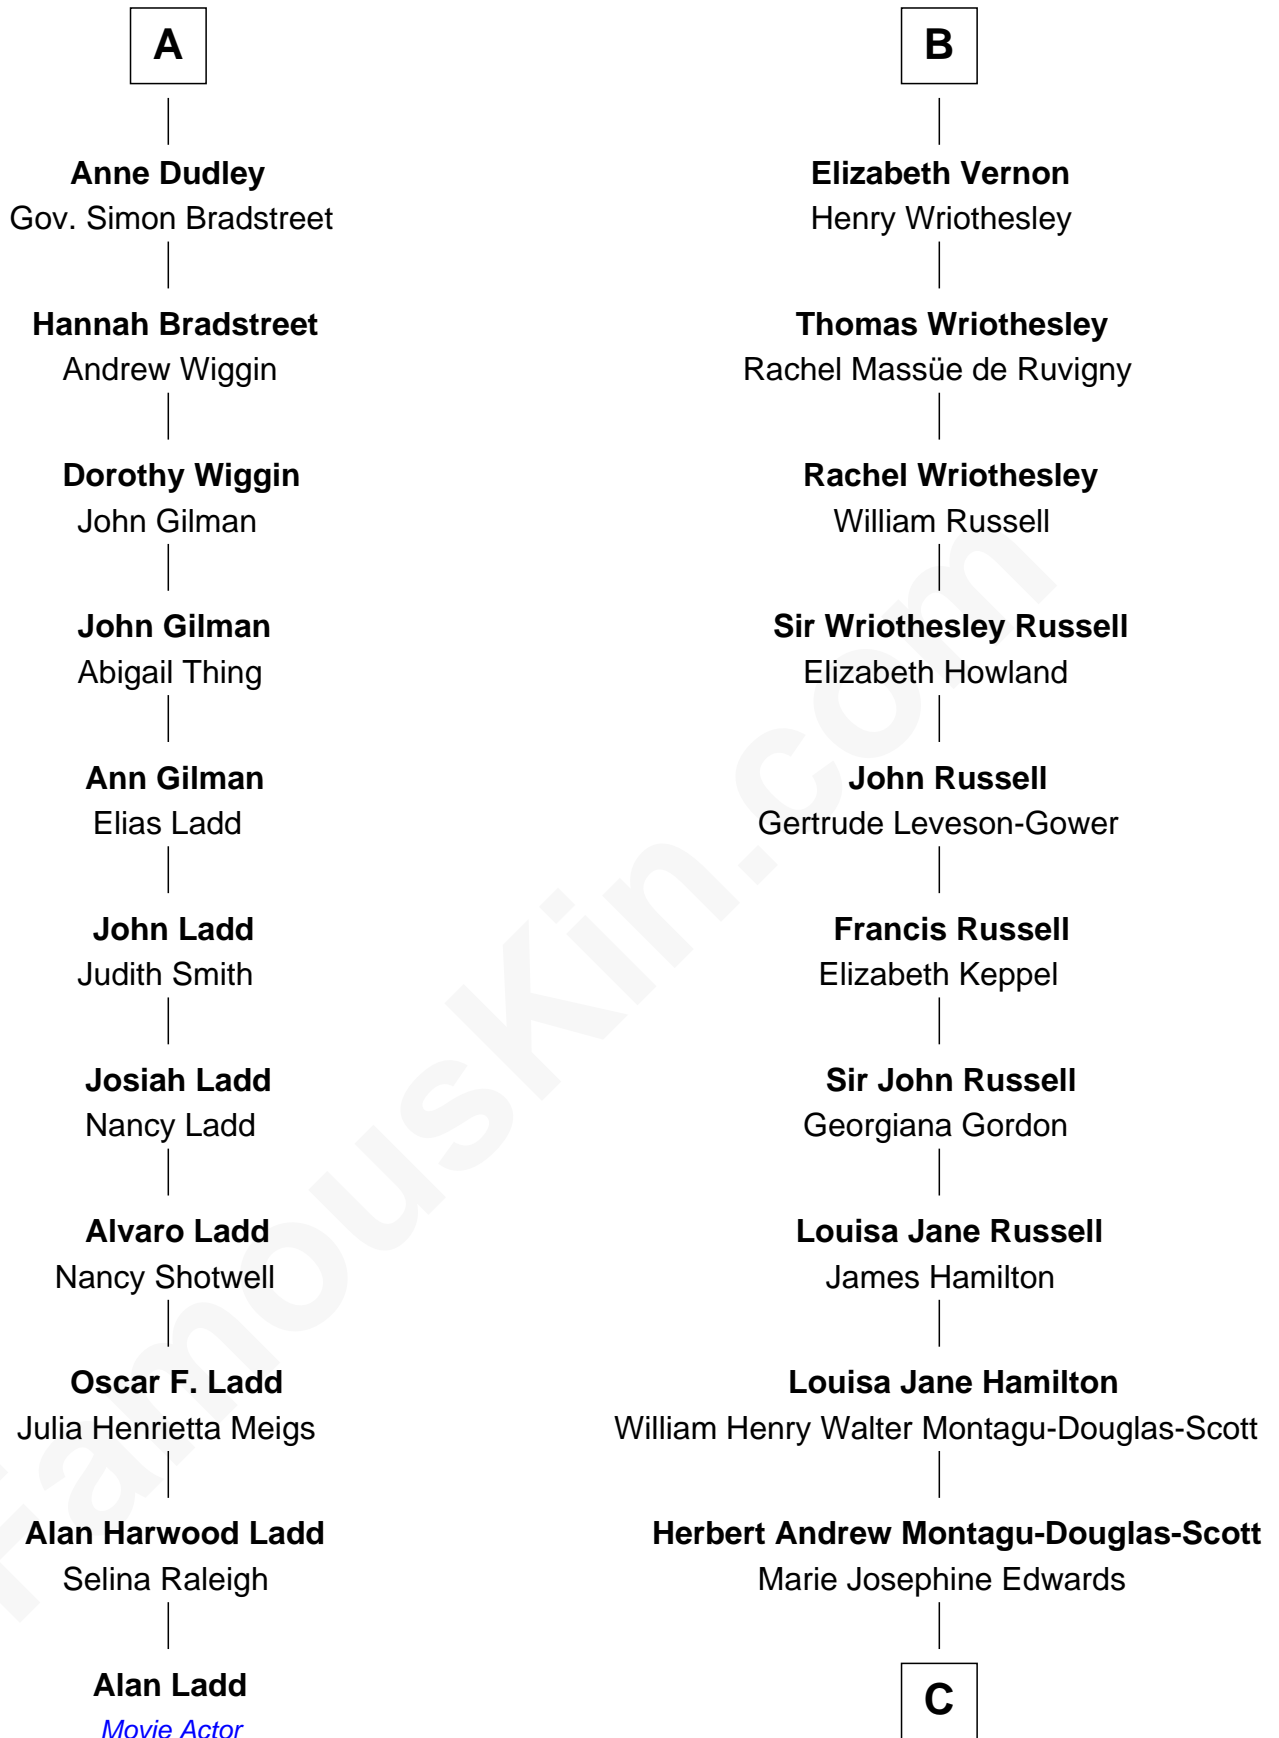 A
Anne Dudley
Gov. Simon Bradstreet
Hannah Bradstreet
Andrew Wiggin
Dorothy Wiggin
John Gilman
John Gilman
Abigail Thing
Ann Gilman
Elias Ladd
John Ladd
Judith Smith
Josiah Ladd
Nancy Ladd
Alvaro Ladd
Nancy Shotwell
Oscar F. Ladd
Julia Henrietta Meigs
Alan Harwood Ladd
Selina Raleigh
Alan Ladd
Movie Actor
B
Elizabeth Vernon
Henry Wriothesley
Thomas Wriothesley
Rachel Massüe de Ruvigny
Rachel Wriothesley
William Russell
Sir Wriothesley Russell
Elizabeth Howland
John Russell
Gertrude Leveson-Gower
Francis Russell
Elizabeth Keppel
Sir John Russell
Georgiana Gordon
Louisa Jane Russell
James Hamilton
Louisa Jane Hamilton
William Henry Walter Montagu-Douglas-Scott
Herbert Andrew Montagu-Douglas-Scott
Marie Josephine Edwards
C
FamousKin.com